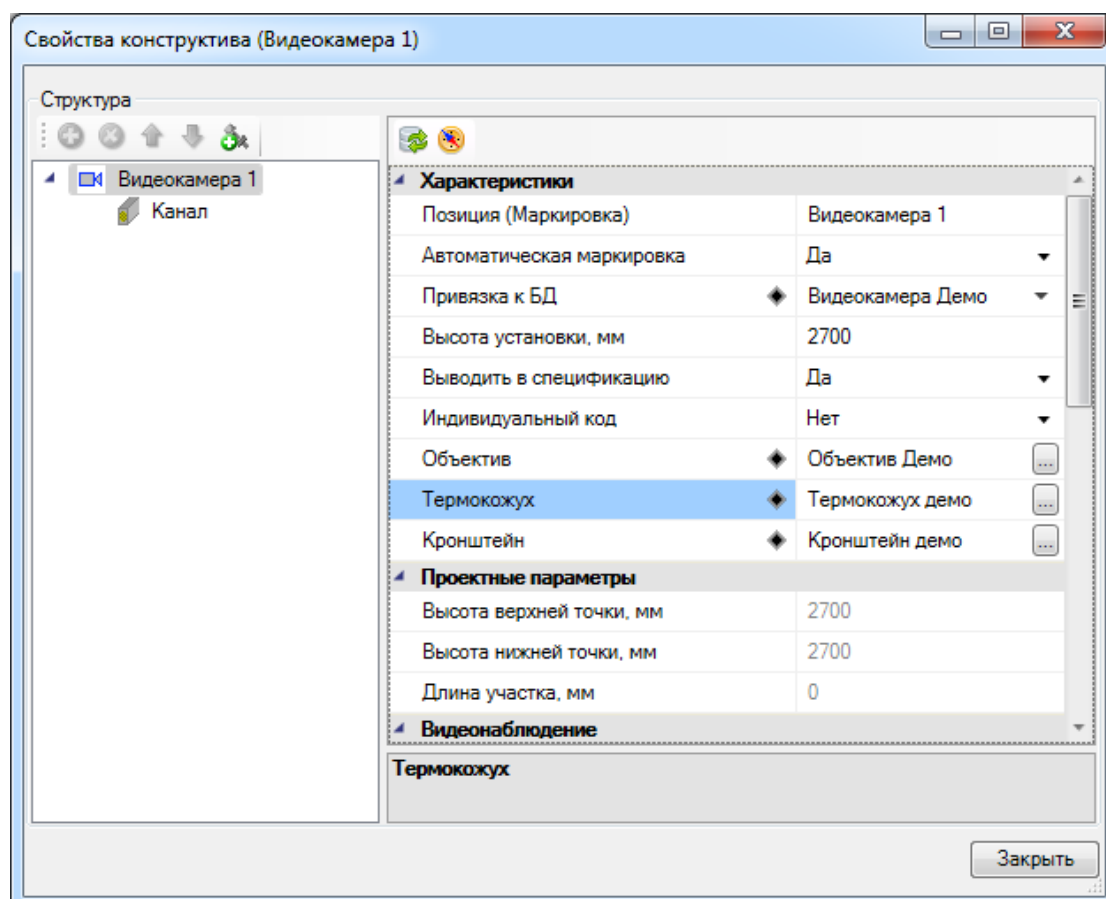 Свойства конструктива (Видеокамера 1)
Структура
Видеокамера 1
Канал
Характеристики
Позиция (Маркировка) Видеокамера 1
Автоматическая маркировка Да
Привязка к БД Видеокамера Демо
Высота установки, мм 2700
Выводить в спецификацию Да
Индивидуальный код Нет
Объектив Объектив Демо ...
Термокожух Термокожух демо ...
Кронштейн Кронштейн демо ...
Проектные параметры
Высота верхней точки, мм 2700
Высота нижней точки, мм 2700
Длина участка, мм 0
Видеонаблюдение
Термокожух
Закрыть